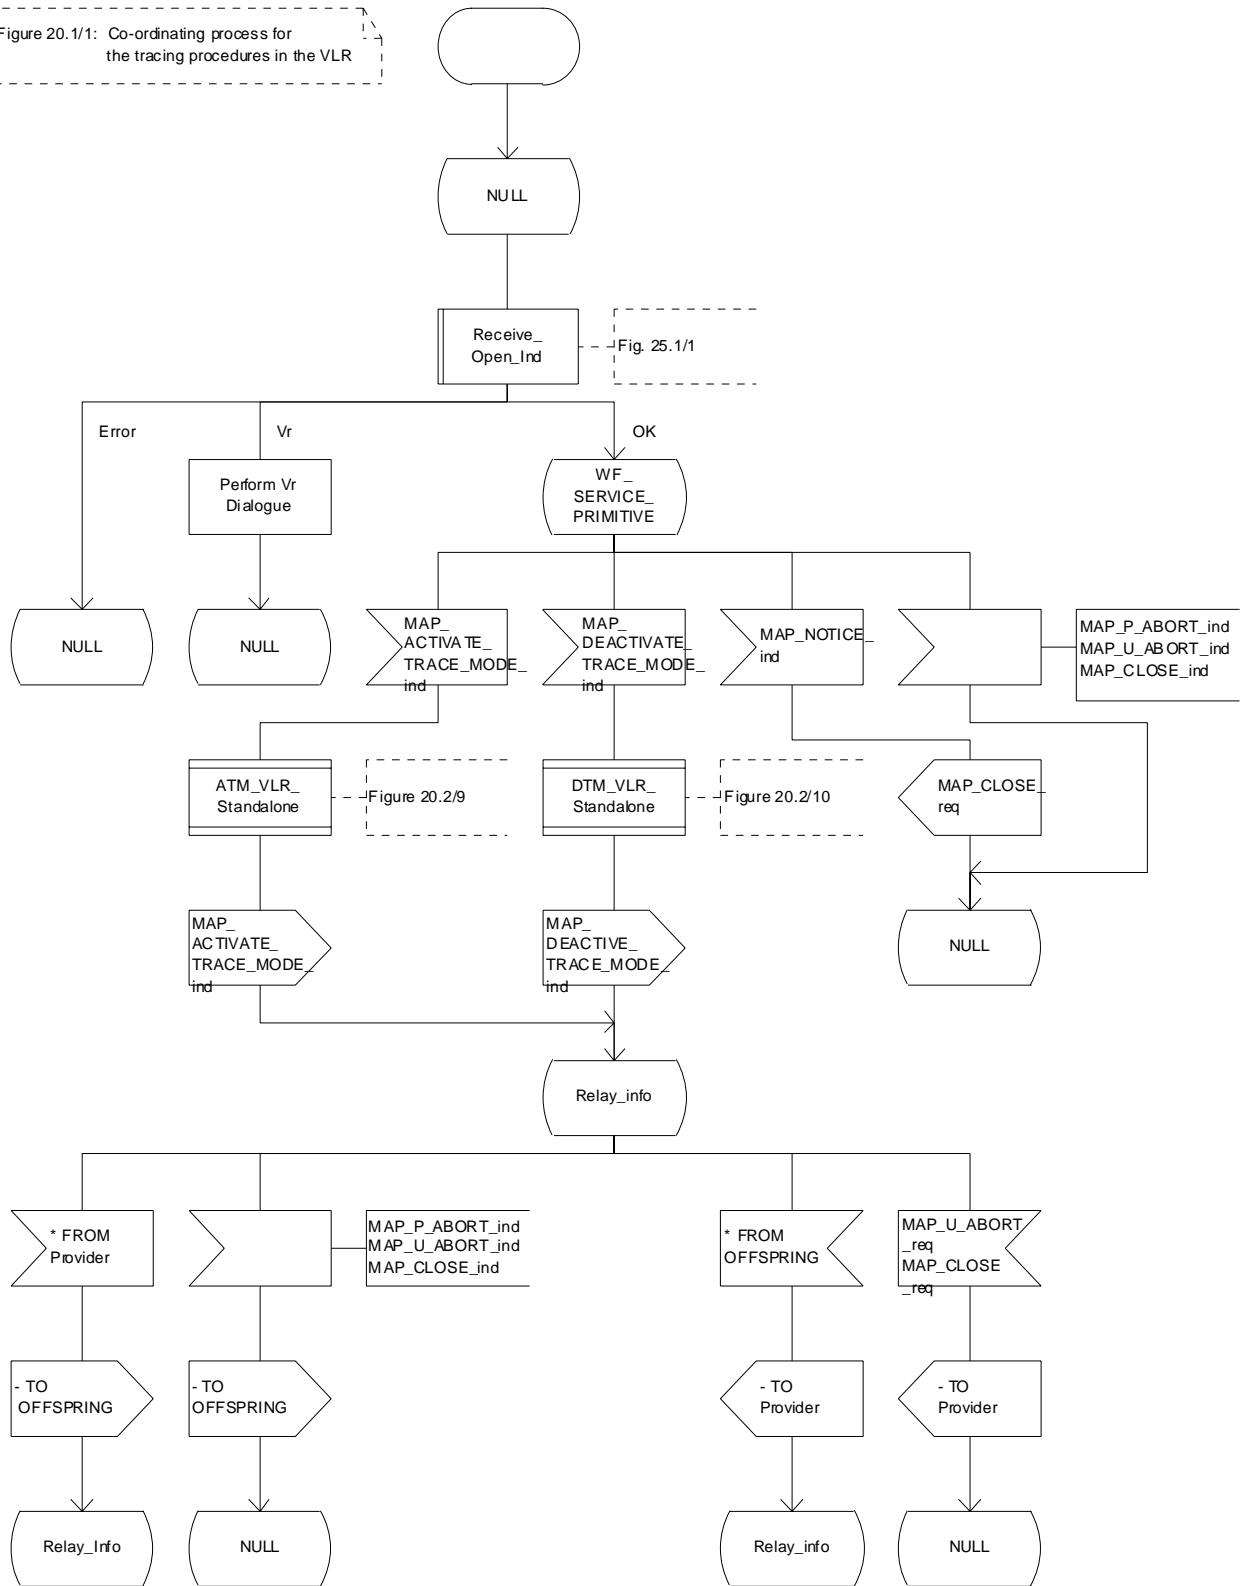 Figure 20.1/1: Co-ordinating process for
the tracing procedures in the VLR
NULL
Receive_
Open_Ind
Fig. 25.1/1
Error
Vr
OK
Perform Vr
Dialogue
WF_
SERVICE_
PRIMITIVE
NULL
NULL
MAP_
ACTIVATE_
TRACE_MODE_
ind
MAP_
DEACTIVATE_
TRACE_MODE_
ind
MAP_NOTICE_
ind
MAP_P_ABORT_ind
MAP_U_ABORT_ind
MAP_CLOSE_ind
ATM_VLR_
Standalone
Figure 20.2/9
DTM_VLR_
Standalone
Figure 20.2/10
MAP_CLOSE_
req
MAP_
ACTIVATE_
TRACE_MODE_
ind
MAP_
DEACTIVE_
TRACE_MODE_
ind
NULL
Relay_info
* FROM
Provider
MAP_P_ABORT_ind
MAP_U_ABORT_ind
MAP_CLOSE_ind
* FROM
OFFSPRING
MAP_U_ABORT
_req
MAP_CLOSE
_req
- TO
OFFSPRING
- TO
OFFSPRING
- TO
Provider
- TO
Provider
Relay_Info
NULL
Relay_info
NULL